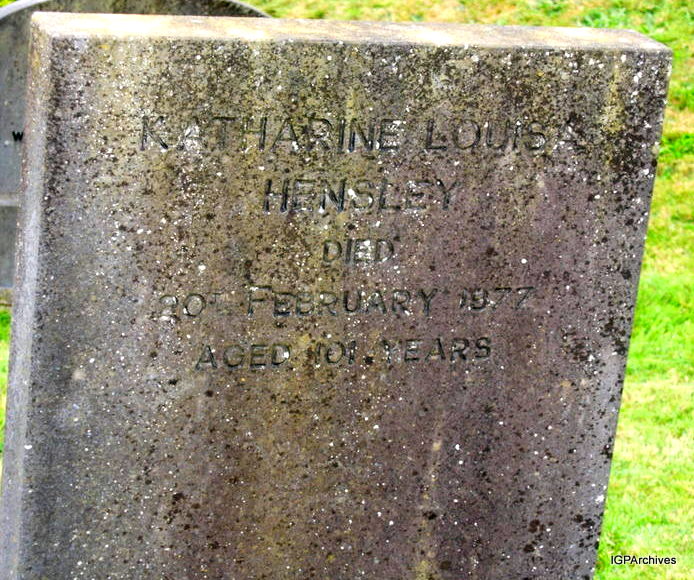 KATHARINE LOUISA
HENSLEY
DIED
20TH FEBRUARY 1977
AGED 101 YEARS
W
IGPArchives